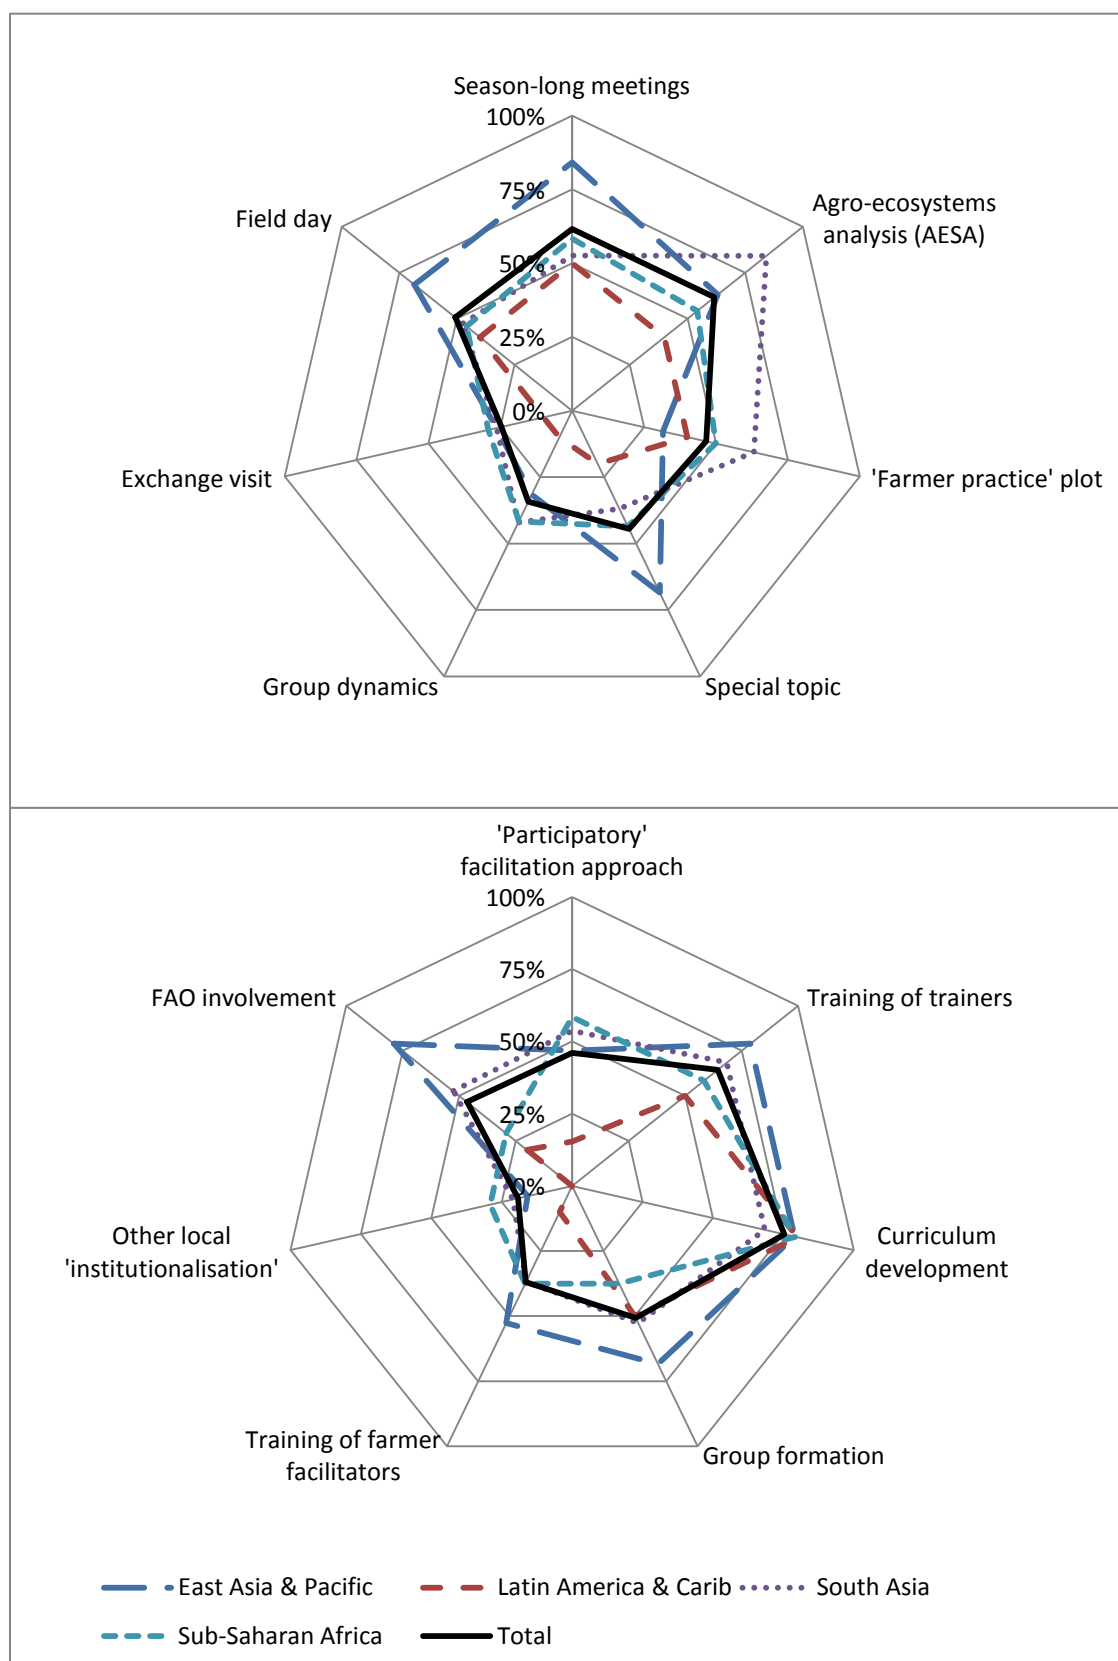 Season-long meetings
100%
75%
50%
25%
0%
Agro-ecosystems
analysis (AESA)
'Farmer practice' plot
Special topic
Group dynamics
Exchange visit
Field day
'Participatory'
facilitation approach
100%
75%
50%
25%
0%
Training of trainers
Curriculum
development
Group formation
Training of farmer
facilitators
Other local
'institutionalisation'
FAO involvement
East Asia & Pacific
Latin America & Carib
South Asia
Sub-Saharan Africa
Total